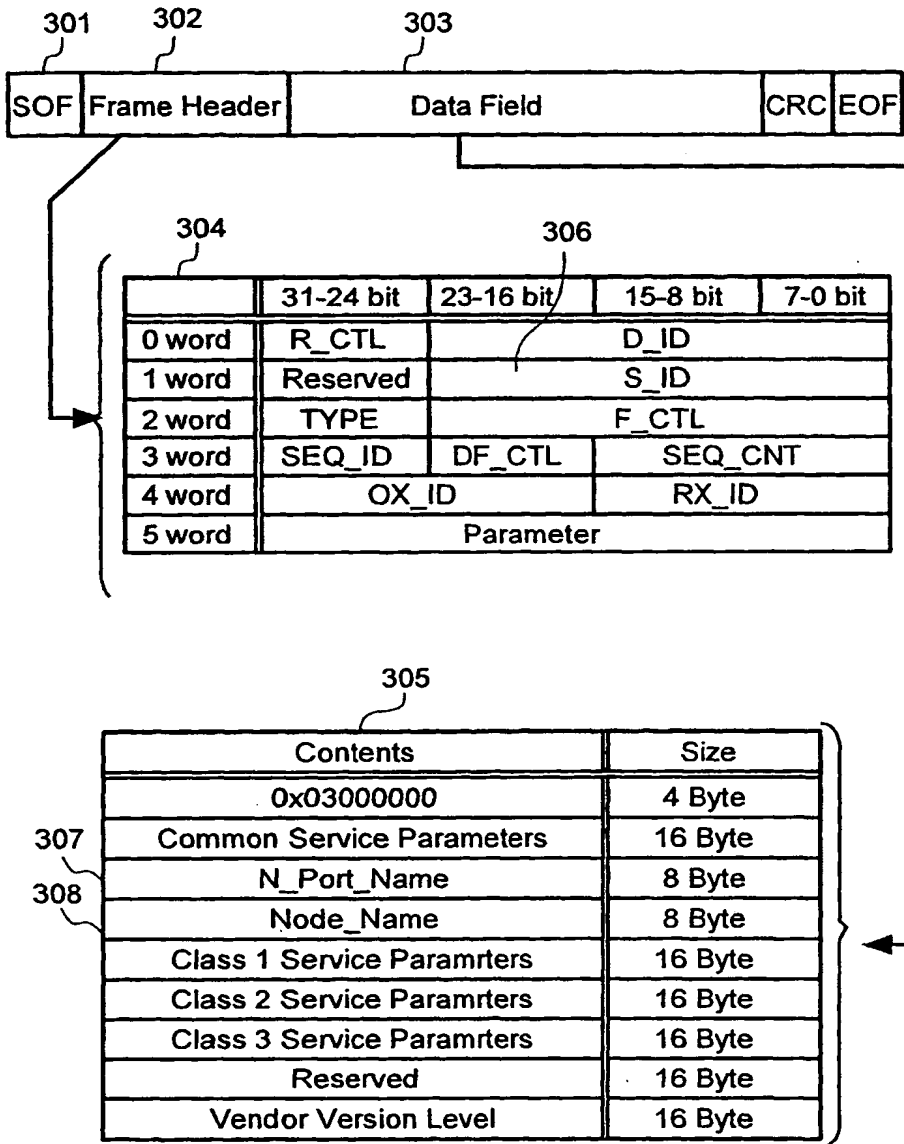 301 302 303
SOF Frame Header Data Field CRC EOF
304 306
31-24 bit 23-16 bit 15-8 bit 7-0 bit
0 word R_CTL D_ID
1 word Reserved S_ID
2 word TYPE F_CTL
3 word SEQ_ID DF_CTL SEQ_CNT
4 word OX_ID RX_ID
5 word Parameter
305
Contents Size
0x03000000 4 Byte
Common Service Parameters 16 Byte
307 N_Port_Name 8 Byte
308 Node_Name 8 Byte
Class 1 Service Paramrters 16 Byte
Class 2 Service Paramrters 16 Byte
Class 3 Service Paramrters 16 Byte
Reserved 16 Byte
Vendor Version Level 16 Byte